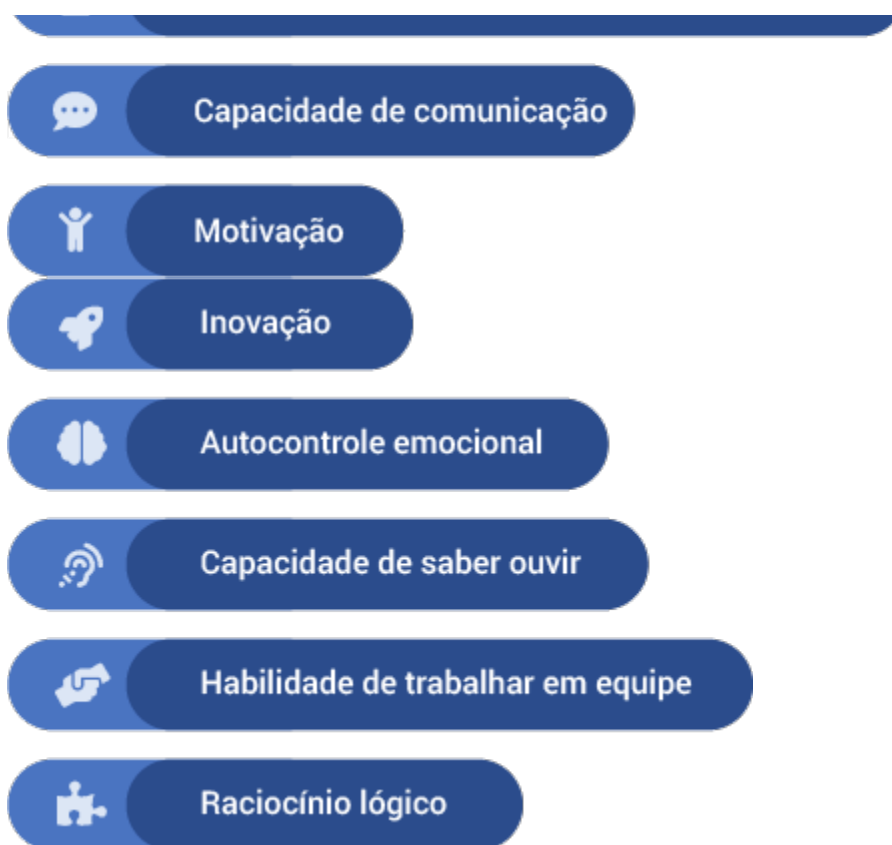 Capacidade de comunicação
Motivação
Inovação
Autocontrole emocional
Capacidade de saber ouvir
Habilidade de trabalhar em equipe
Raciocínio lógico